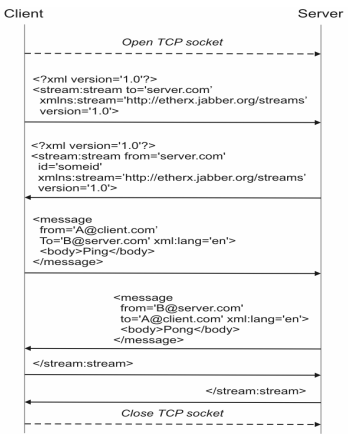 Client Server
Open TCP socket
<?xml version='1.0'?>
<stream:stream to='server.com'
xmlns:stream='http://etherx.jabber.org/streams'
version='1.0'>
<?xml version='1.0'?>
<stream:stream from='server.com'
id='someid'
xmlns:stream='http://etherx.jabber.org/streams'
version='1.0'>
<message
from='A@client.com'
To='B@server.com' xml:lang='en'>
<body>Ping</body>
</message>
<message
from='B@server.com'
to='A@client.com' xml:lang='en'>
<body>Pong</body>
</message>
</stream:stream>
</stream:stream>
Close TCP socket